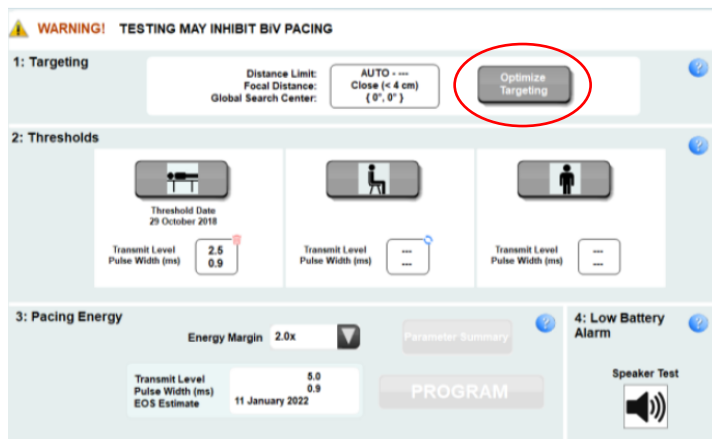 WARNING! TESTING MAY INHIBIT BiV PACING
1: Targeting
Distance Limit: AUTO - ---
Focal Distance: Close (< 4 cm)
Global Search Center: { 0°, 0° }
Optimize
Targeting
?
2: Thresholds
?
Threshold Date
29 October 2018
Transmit Level 2.5
Pulse Width (ms) 0.9
Transmit Level ---
Pulse Width (ms) ---
Transmit Level ---
Pulse Width (ms) ---
3: Pacing Energy
?
Energy Margin 2.0x
Parameter Summary
Transmit Level 5.0
Pulse Width (ms) 0.9
EOS Estimate 11 January 2022
PROGRAM
4: Low Battery
Alarm
?
Speaker Test